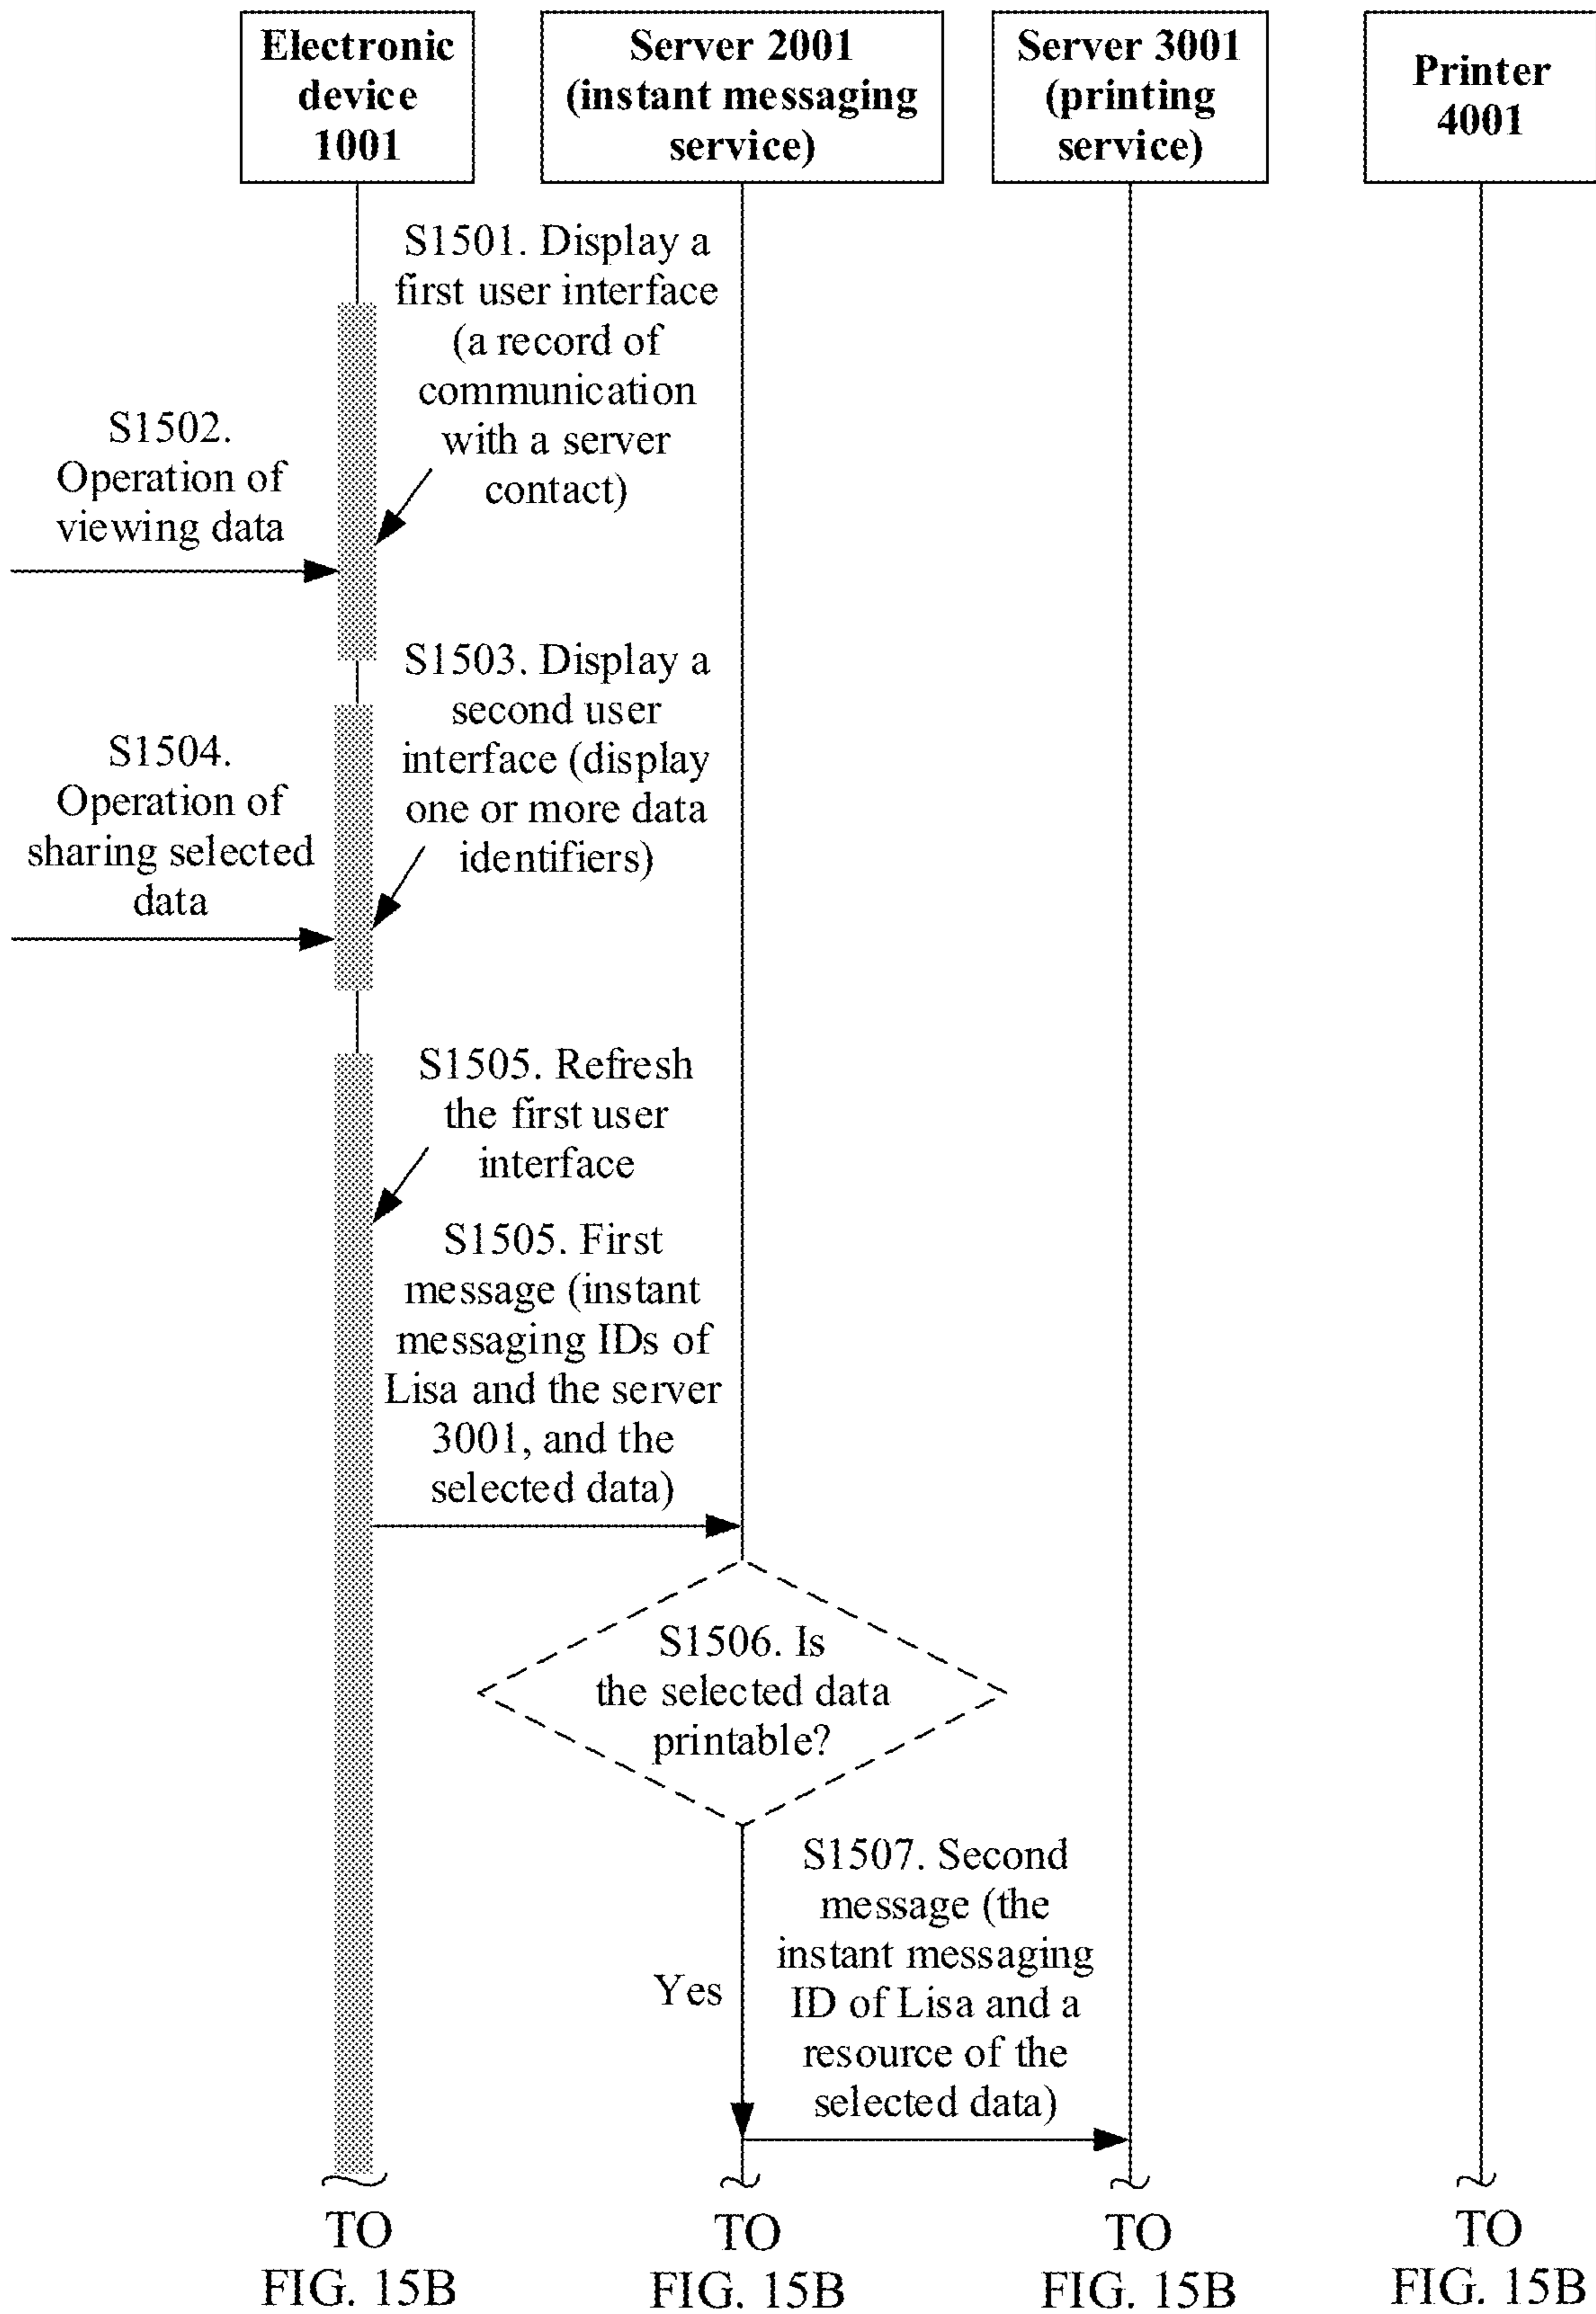 Electronic
device
1001
Server 2001
(instant messaging
service)
Server 3001
(printing
service)
Printer
4001
S1501. Display a
first user interface
(a record of
communication
with a server
contact)
S1502.
Operation of
viewing data
S1503. Display a
second user
interface (display
one or more data
identifiers)
S1504.
Operation of
sharing selected
data
S1505. Refresh
the first user
interface
S1505. First
message (instant
messaging IDs of
Lisa and the server
3001, and the
selected data)
S1506. Is
the selected data
printable?
Yes
S1507. Second
message (the
instant messaging
ID of Lisa and a
resource of the
selected data)
TO
FIG. 15B
TO
FIG. 15B
TO
FIG. 15B
TO
FIG. 15B